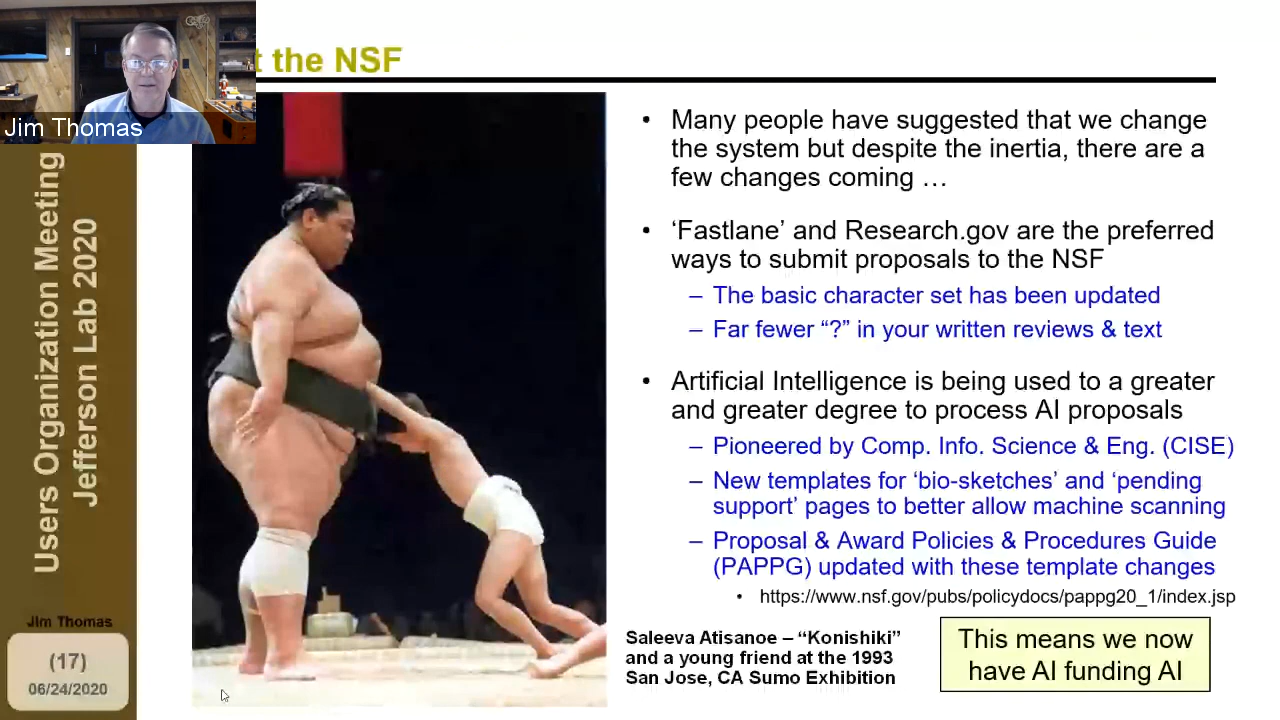 t the NSF
Jim Thomas
Users Organization Meeting
Jefferson Lab 2020
Jim Thomas
(17)
06/24/2020
• Many people have suggested that we change
the system but despite the inertia, there are a
few changes coming …
• ‘Fastlane’ and Research.gov are the preferred
ways to submit proposals to the NSF
– The basic character set has been updated
– Far fewer “?” in your written reviews & text
• Artificial Intelligence is being used to a greater
and greater degree to process AI proposals
– Pioneered by Comp. Info. Science & Eng. (CISE)
– New templates for ‘bio-sketches’ and ‘pending
support’ pages to better allow machine scanning
– Proposal & Award Policies & Procedures Guide
(PAPPG) updated with these template changes
• https://www.nsf.gov/pubs/policydocs/pappg20_1/index.jsp
Saleeva Atisanoe – “Konishiki”
and a young friend at the 1993
San Jose, CA Sumo Exhibition
This means we now
have AI funding AI